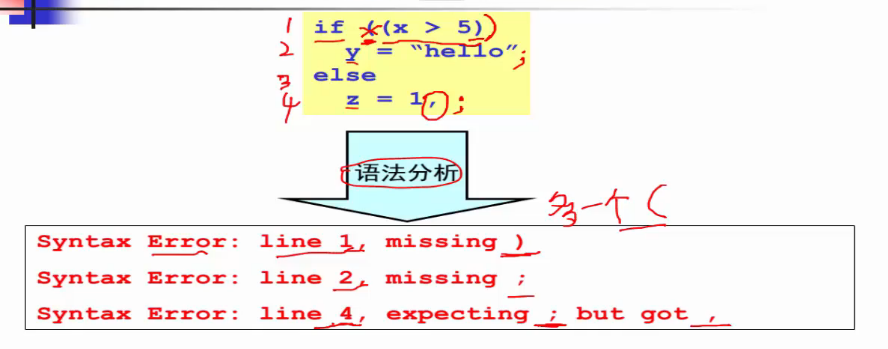 1 if ((x > 5))
2 y = “hello”;
3 else
4 z = 1,;
语法分析
多一个(
Syntax Error: line 1, missing )
Syntax Error: line 2, missing ;
Syntax Error: line 4, expecting ; but got ,